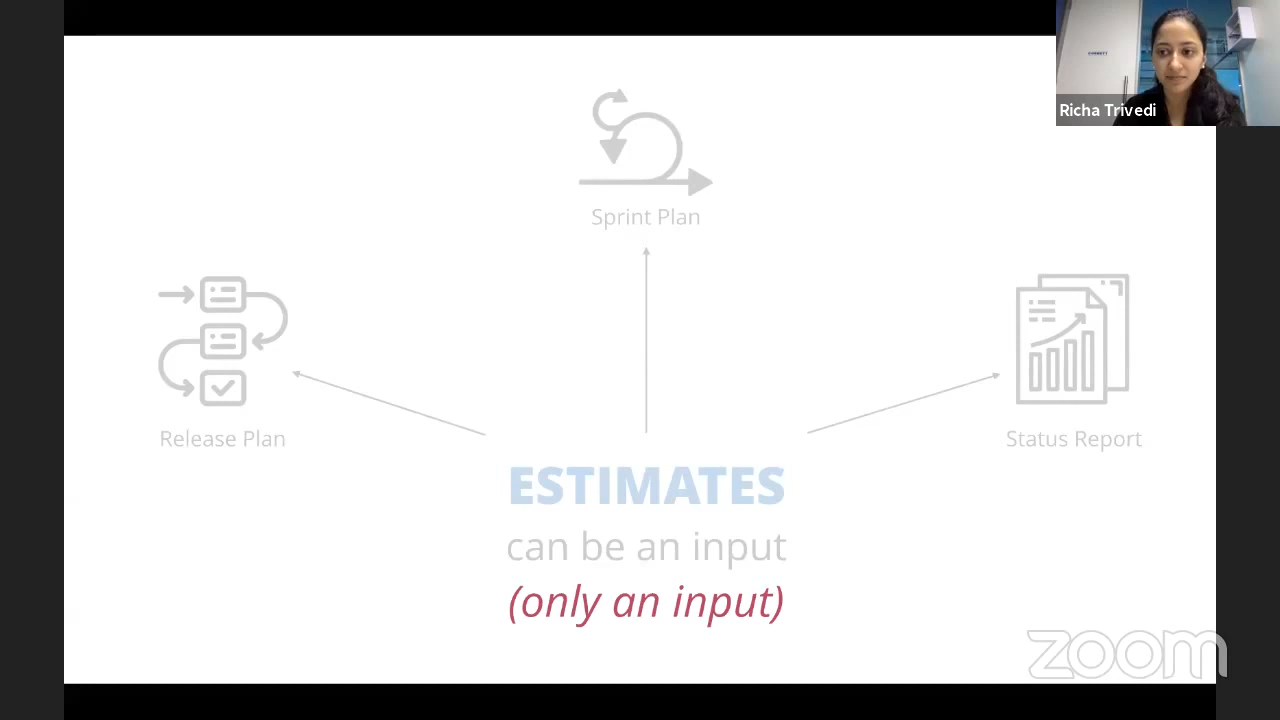 Richa Trivedi
Sprint Plan
Release Plan
Status Report
ESTIMATES
can be an input
(only an input)
zoom